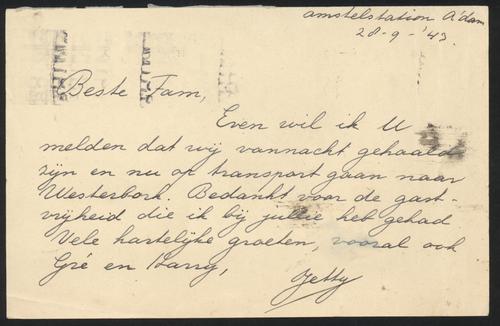 Amstelstation A'dam
28-9-'43.
Beste Fam,
Even wil ik U
melden dat wij vannacht gehaald
zijn en nu op transport gaan naar
Westerbork. Bedankt voor de gast-
vrijheid die ik bij jullie heb gehad
Vele hartelijke groeten, vooral ook
Gré en Harry,
Jetty